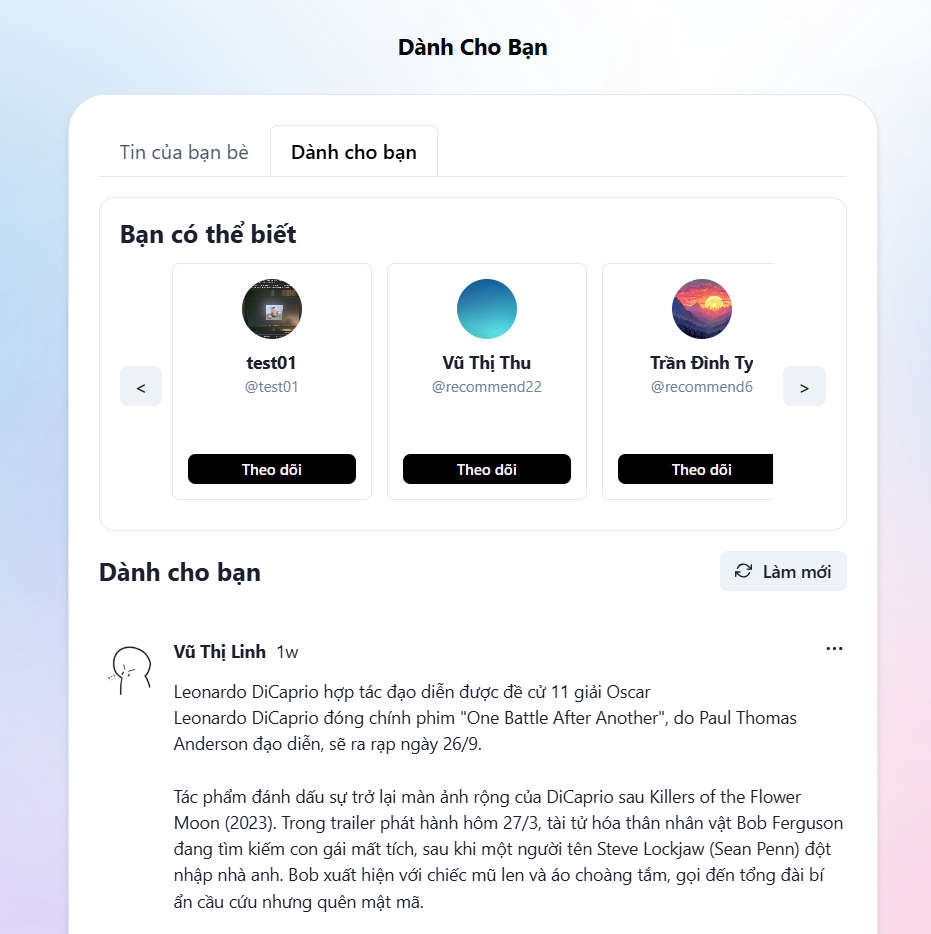 Dành Cho Bạn
Tin của bạn bè
Dành cho bạn
Bạn có thể biết
<
test01
@test01
Theo dõi
Vũ Thị Thu
@recommend22
Theo dõi
Trần Đình Ty
@recommend6
Theo dõi
>
Dành cho bạn
Làm mới
Vũ Thị Linh 1w
...
Leonardo DiCaprio hợp tác đạo diễn được đề cử 11 giải Oscar
Leonardo DiCaprio đóng chính phim "One Battle After Another", do Paul Thomas
Anderson đạo diễn, sẽ ra rạp ngày 26/9.
Tác phẩm đánh dấu sự trở lại màn ảnh rộng của DiCaprio sau Killers of the Flower
Moon (2023). Trong trailer phát hành hôm 27/3, tài tử hóa thân nhân vật Bob Ferguson
đang tìm kiếm con gái mất tích, sau khi một người tên Steve Lockjaw (Sean Penn) đột
nhập nhà anh. Bob xuất hiện với chiếc mũ len và áo choàng tắm, gọi đến tổng đài bí
ẩn cầu cứu nhưng quên mật mã.